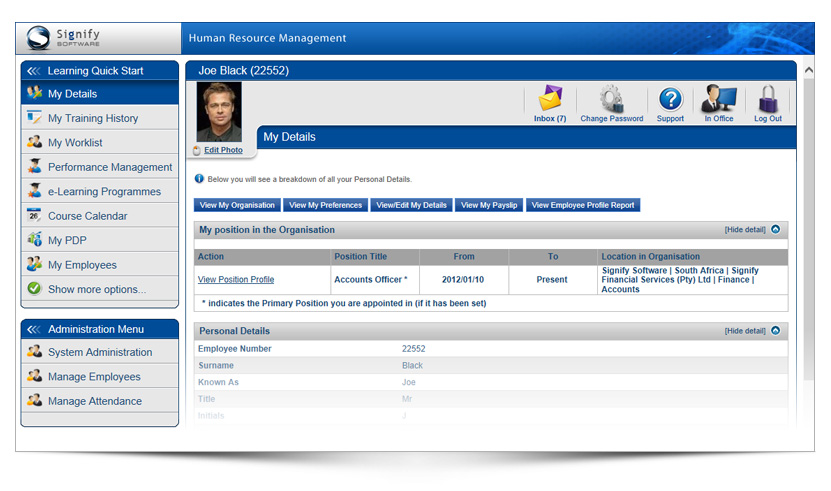 Signify
SOFTWARE
Human Resource Management
Learning Quick Start
My Details
My Training History
My Worklist
Performance Management
e-Learning Programmes
26
Course Calendar
My PDP
My Employees
Show more options...
Administration Menu
System Administration
Manage Employees
Manage Attendance
Joe Black (22552)
Edit Photo
Inbox (7)
Change Password
Support
In Office
Log Out
My Details
Below you will see a breakdown of all your Personal Details.
View My Organisation
View My Preferences
View/Edit My Details
View My Payslip
View Employee Profile Report
My position in the Organisation
[Hide detail]
Action Position Title From To Location in Organisation
View Position Profile
Accounts Officer *
2012/01/10
Present
Signify Software | South Africa | Signify
Financial Services (Pty) Ltd | Finance |
Accounts
* indicates the Primary Position you are appointed in (if it has been set)
Personal Details
[Hide detail]
Employee Number 22552
Surname Black
Known As Joe
Title Mr
Initials J